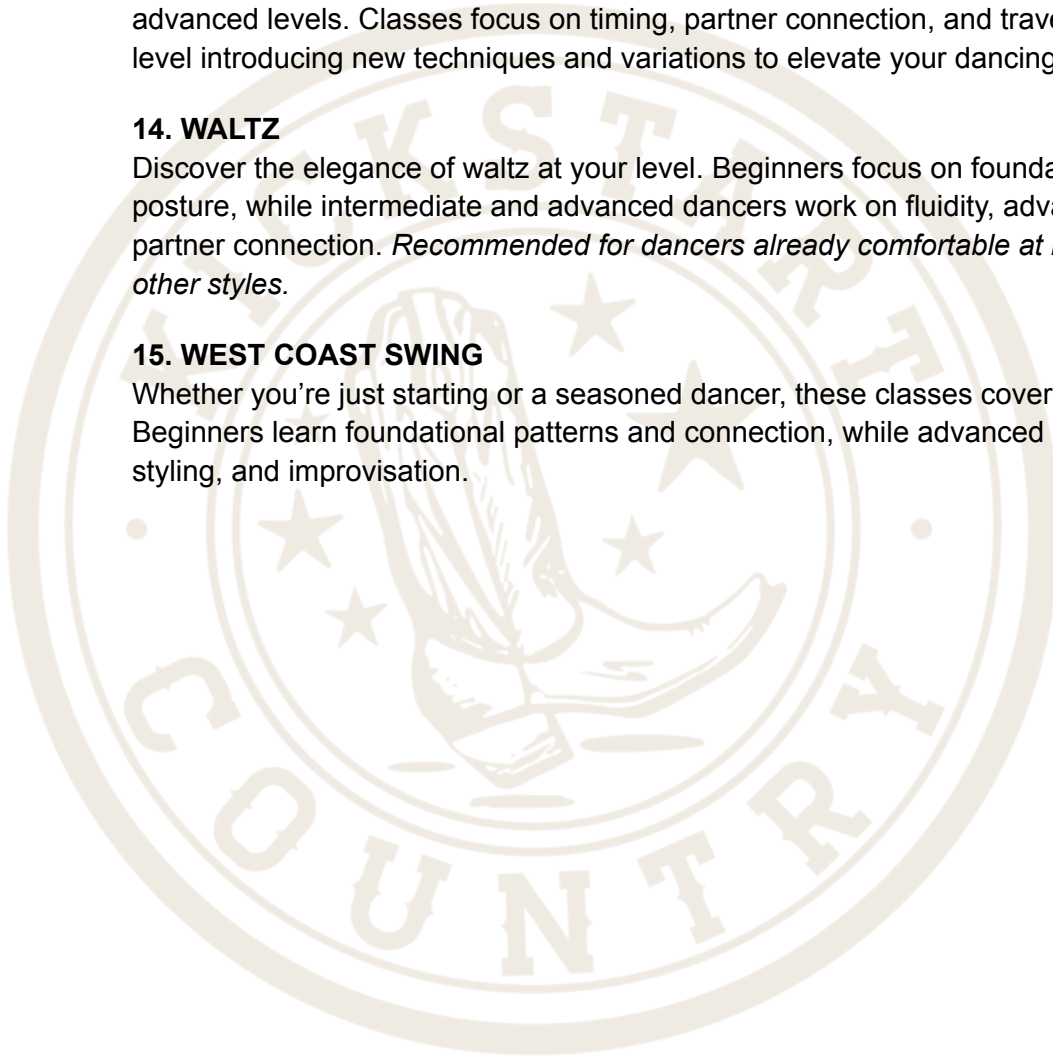 advanced levels. Classes focus on timing, partner connection, and
level introducing new techniques and variations to elevate your dancing
14. WALTZ
Discover the elegance of waltz at your level. Beginners focus on
posture, while intermediate and advanced dancers work on fluidity,
partner connection. Recommended for dancers already comfortable at
other styles.
15. WEST COAST SWING
Whether you’re just starting or a seasoned dancer, these classes cover
Beginners learn foundational patterns and connection, while advanced
styling, and improvisation.
KICKSTART
COUNTRY